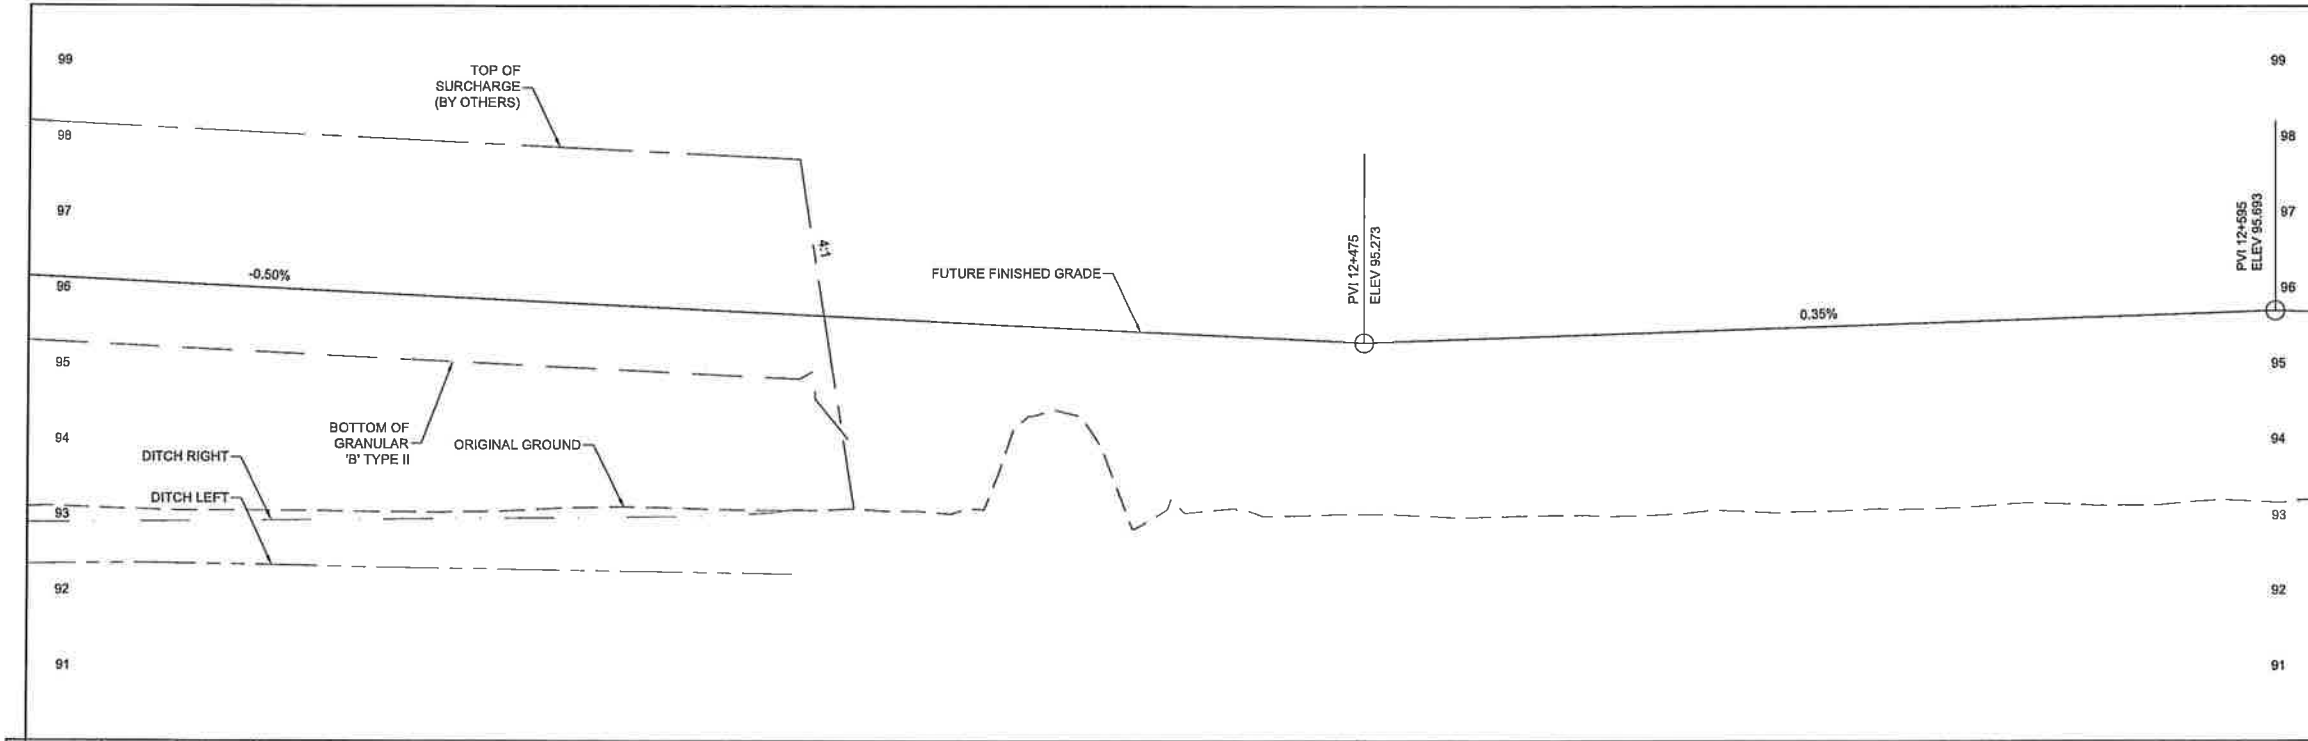 99
99
TOP OF
SURCHARGE
(BY OTHERS)
98
98
97
97
4:1
PVI 12+475
ELEV 95.273
PVI 12+595
ELEV 95.693
-0.50%
FUTURE FINISHED GRADE
96
96
0.35%
95
95
BOTTOM OF
GRANULAR
'B' TYPE II
94
94
ORIGINAL GROUND
DITCH RIGHT
DITCH LEFT
93
93
92
92
91
91